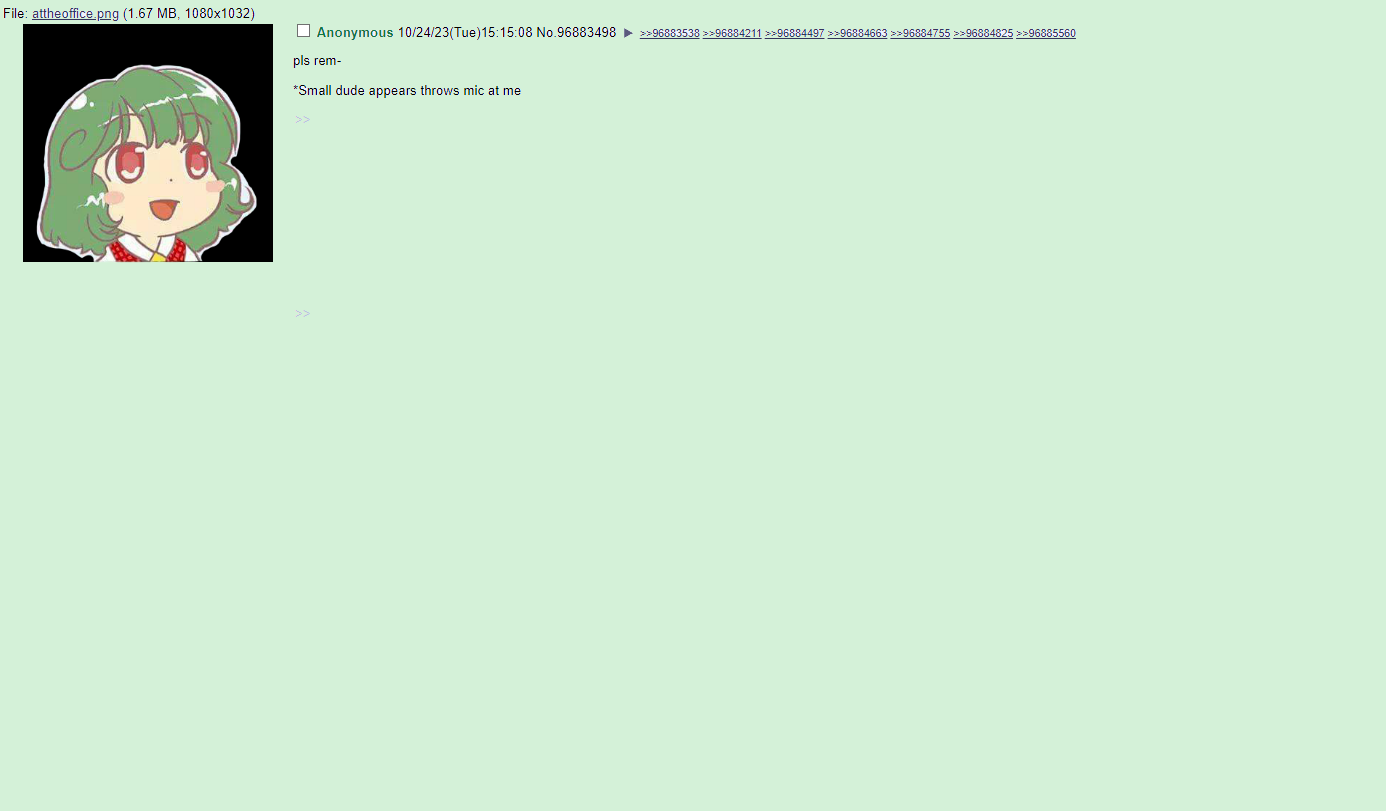 File: attheoffice.png (1.67 MB, 1080x1032)
Anonymous 10/24/23(Tue)15:15:08 No.96883498 ▶ >>96883538 >>96884211 >>96884497 >>96884663 >>96884755 >>96884825 >>96885560
pls rem-
*Small dude appears throws mic at me
>>
>>